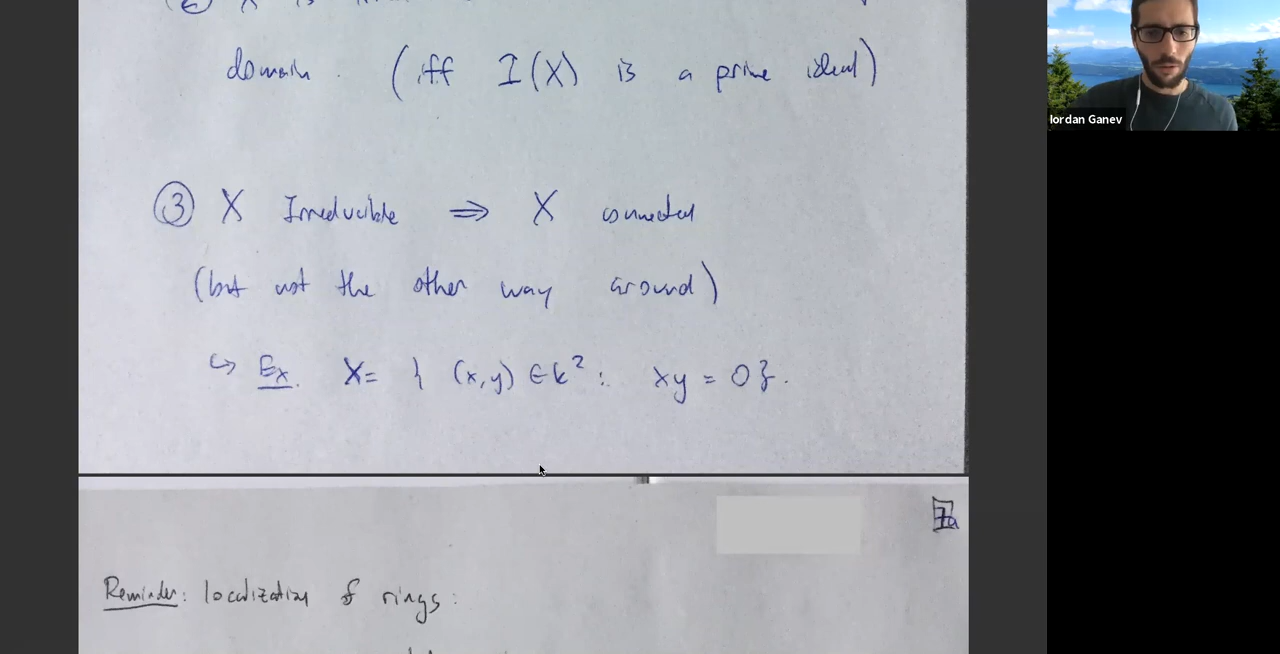 domain. (iff I(X) is a prime ideal)
③ X Irreducible ⇒ X connected
(but not the other way around)
↪ Ex. X= { (x,y) ∈ k²: xy = 0}.
Reminder: localization of rings:
Iordan Ganev